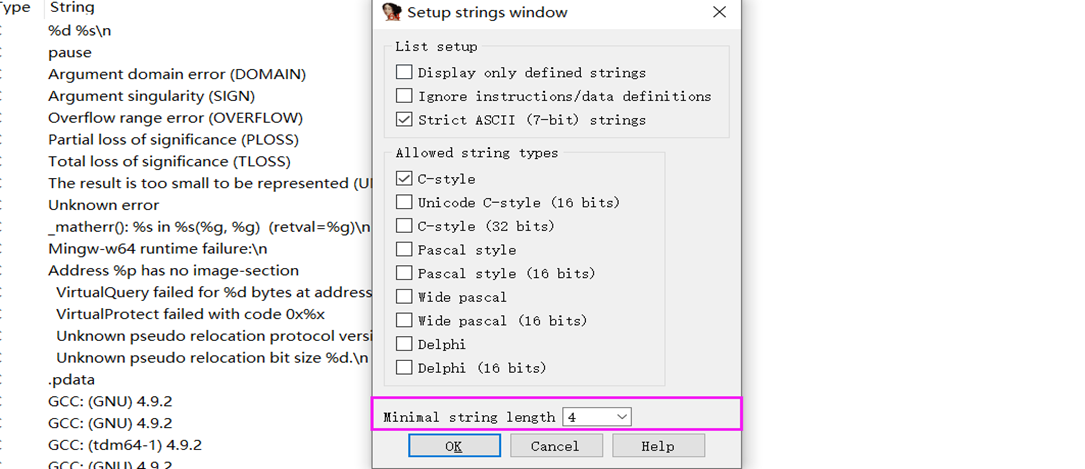 Type String
C %d %s\n
C pause
C Argument domain error (DOMAIN)
C Argument singularity (SIGN)
C Overflow range error (OVERFLOW)
C Partial loss of significance (PLOSS)
C Total loss of significance (TLOSS)
C The result is too small to be represented (U
C Unknown error
C _matherr(): %s in %s(%g, %g)  (retval=%g)\n
C Mingw-w64 runtime failure:\n
C Address %p has no image-section
C VirtualQuery failed for %d bytes at address
C VirtualProtect failed with code 0x%x
C Unknown pseudo relocation protocol versi
C Unknown pseudo relocation bit size %d.\n
C .pdata
C GCC: (GNU) 4.9.2
C GCC: (GNU) 4.9.2
C GCC: (tdm64-1) 4.9.2
C GCC: (GNU) 4.9.2
Setup strings window
List setup
Display only defined strings
Ignore instructions/data definitions
Strict ASCII (7-bit) strings
Allowed string types
C-style
Unicode C-style (16 bits)
C-style (32 bits)
Pascal style
Pascal style (16 bits)
Wide pascal
Wide pascal (16 bits)
Delphi
Delphi (16 bits)
Minimal string length 4
OK Cancel Help